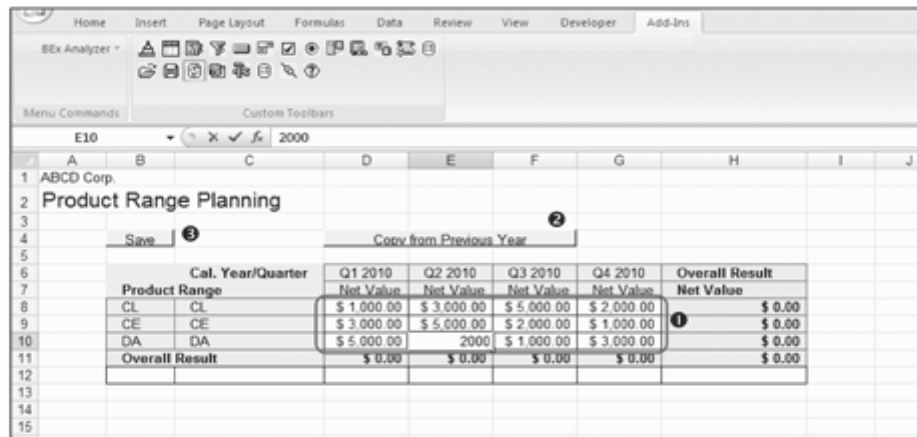 Home Insert Page Layout Formulas Data Review View Developer Add-Ins
BEx Analyzer
Menu Commands Custom Toolbars
E10 fx 2000
A B C D E F G H I J
1 ABCD Corp.
2 Product Range Planning
3 ❷
4 Save ❸ Copy from Previous Year
5
6 Cal. Year/Quarter Q1 2010 Q2 2010 Q3 2010 Q4 2010 Overall Result
7 Product Range Net Value Net Value Net Value Net Value Net Value
8 CL CL $ 1,000.00 $ 3,000.00 $ 5,000.00 $ 2,000.00 $ 0.00
9 CE CE $ 3,000.00 $ 5,000.00 $ 2,000.00 $ 1,000.00 ❶ $ 0.00
10 DA DA $ 5,000.00 2000 $ 1,000.00 $ 3,000.00 $ 0.00
11 Overall Result $ 0.00 $ 0.00 $ 0.00 $ 0.00 $ 0.00
12
13
14
15